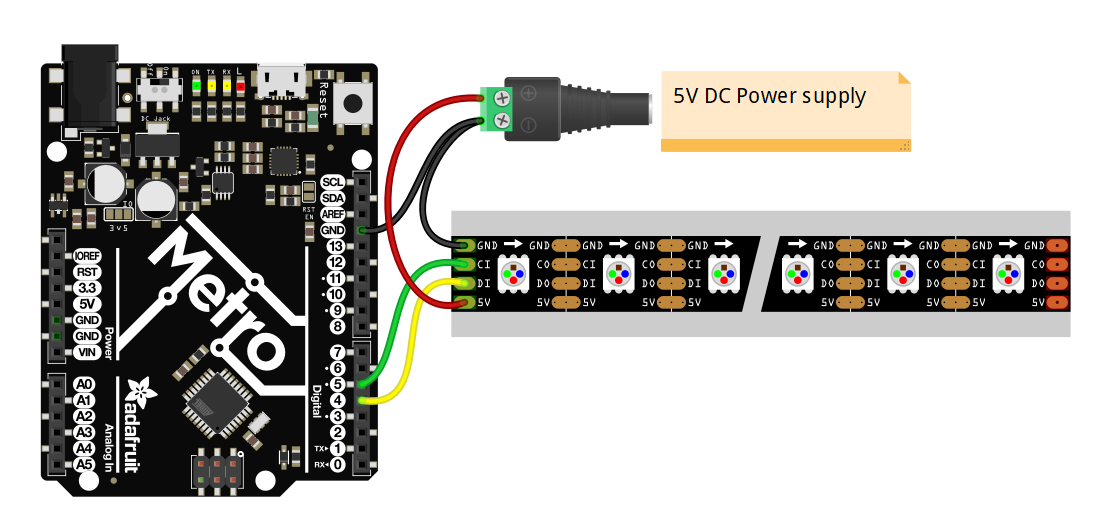 5V DC Power supply
Off
On
ON
TX
RX
L
Reset
DC Jack
IO
3v5
RST
EN
Metro
SCL
SDA
AREF
GND
13
12
11
10
9
8
7
6
5
4
3
2
TX▸ 1
RX◂ 0
Digital
IOREF
RST
3.3
5V
GND
GND
VIN
Power
A0
A1
A2
A3
A4
A5
Analog In
adafruit
GND → GND GND → GND GND → → GND GND → GND GND → GND
CI CO CI CO CI CO CI CO CI CO
DI DO DI DO DI DO DI DO DI DO
5V 5V 5V 5V 5V 5V 5V 5V 5V 5V